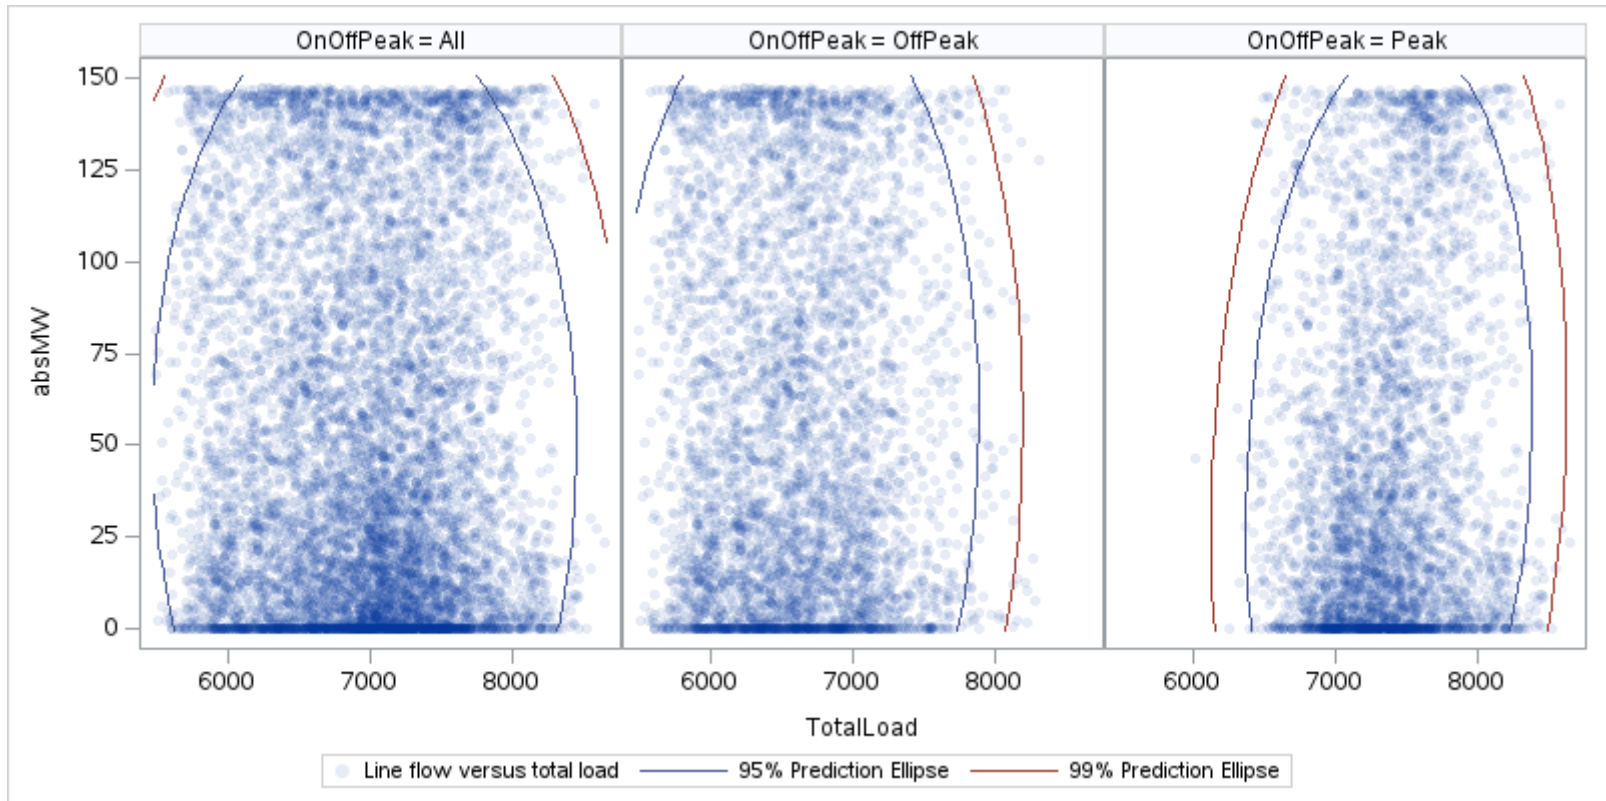 OnOffPeak = All OnOffPeak = OffPeak OnOffPeak = Peak
150
125
100
75
50
25
0
absMW
6000 7000 8000 6000 7000 8000 6000 7000 8000
TotalLoad
Line flow versus total load 95% Prediction Ellipse 99% Prediction Ellipse